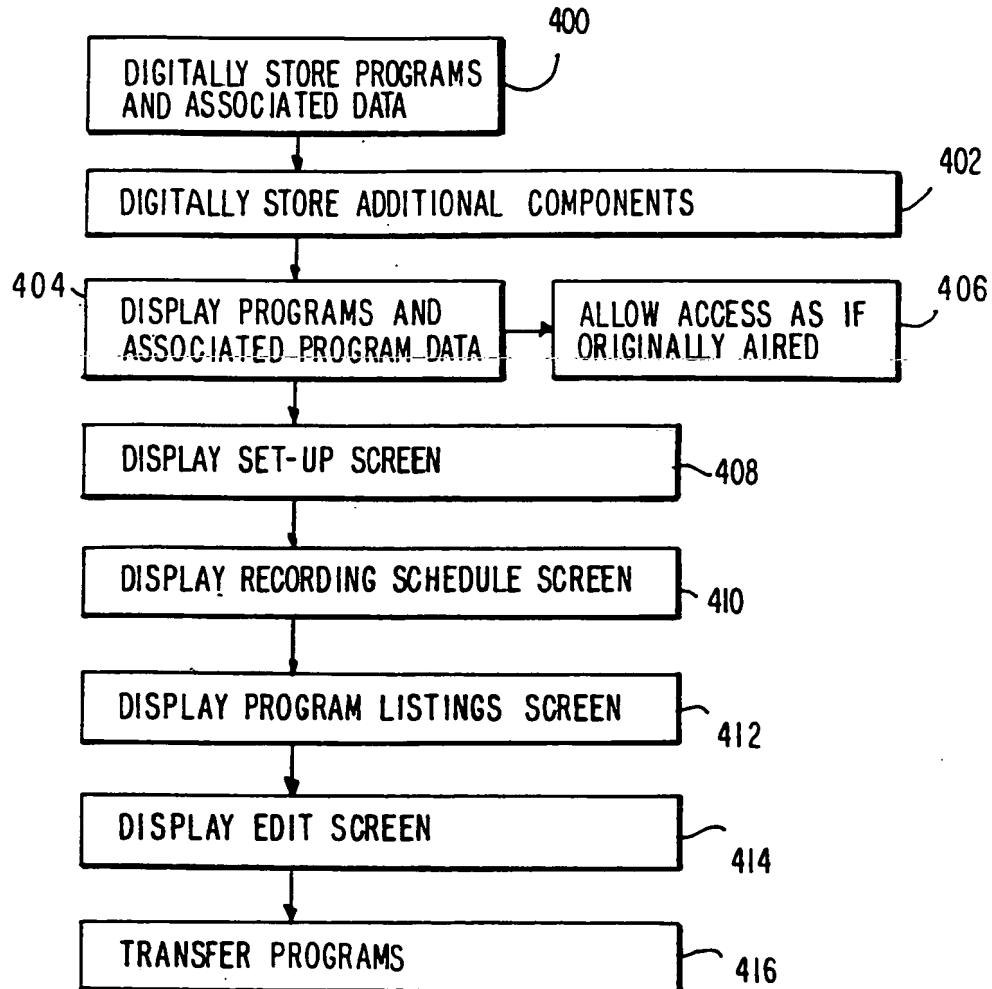 400
DIGITALLY STORE PROGRAMS
AND ASSOCIATED DATA
402
DIGITALLY STORE ADDITIONAL COMPONENTS
404
DISPLAY PROGRAMS AND
ASSOCIATED PROGRAM DATA
406
ALLOW ACCESS AS IF
ORIGINALLY AIRED
DISPLAY SET-UP SCREEN
408
DISPLAY RECORDING SCHEDULE SCREEN
410
DISPLAY PROGRAM LISTINGS SCREEN
412
DISPLAY EDIT SCREEN
414
TRANSFER PROGRAMS
416